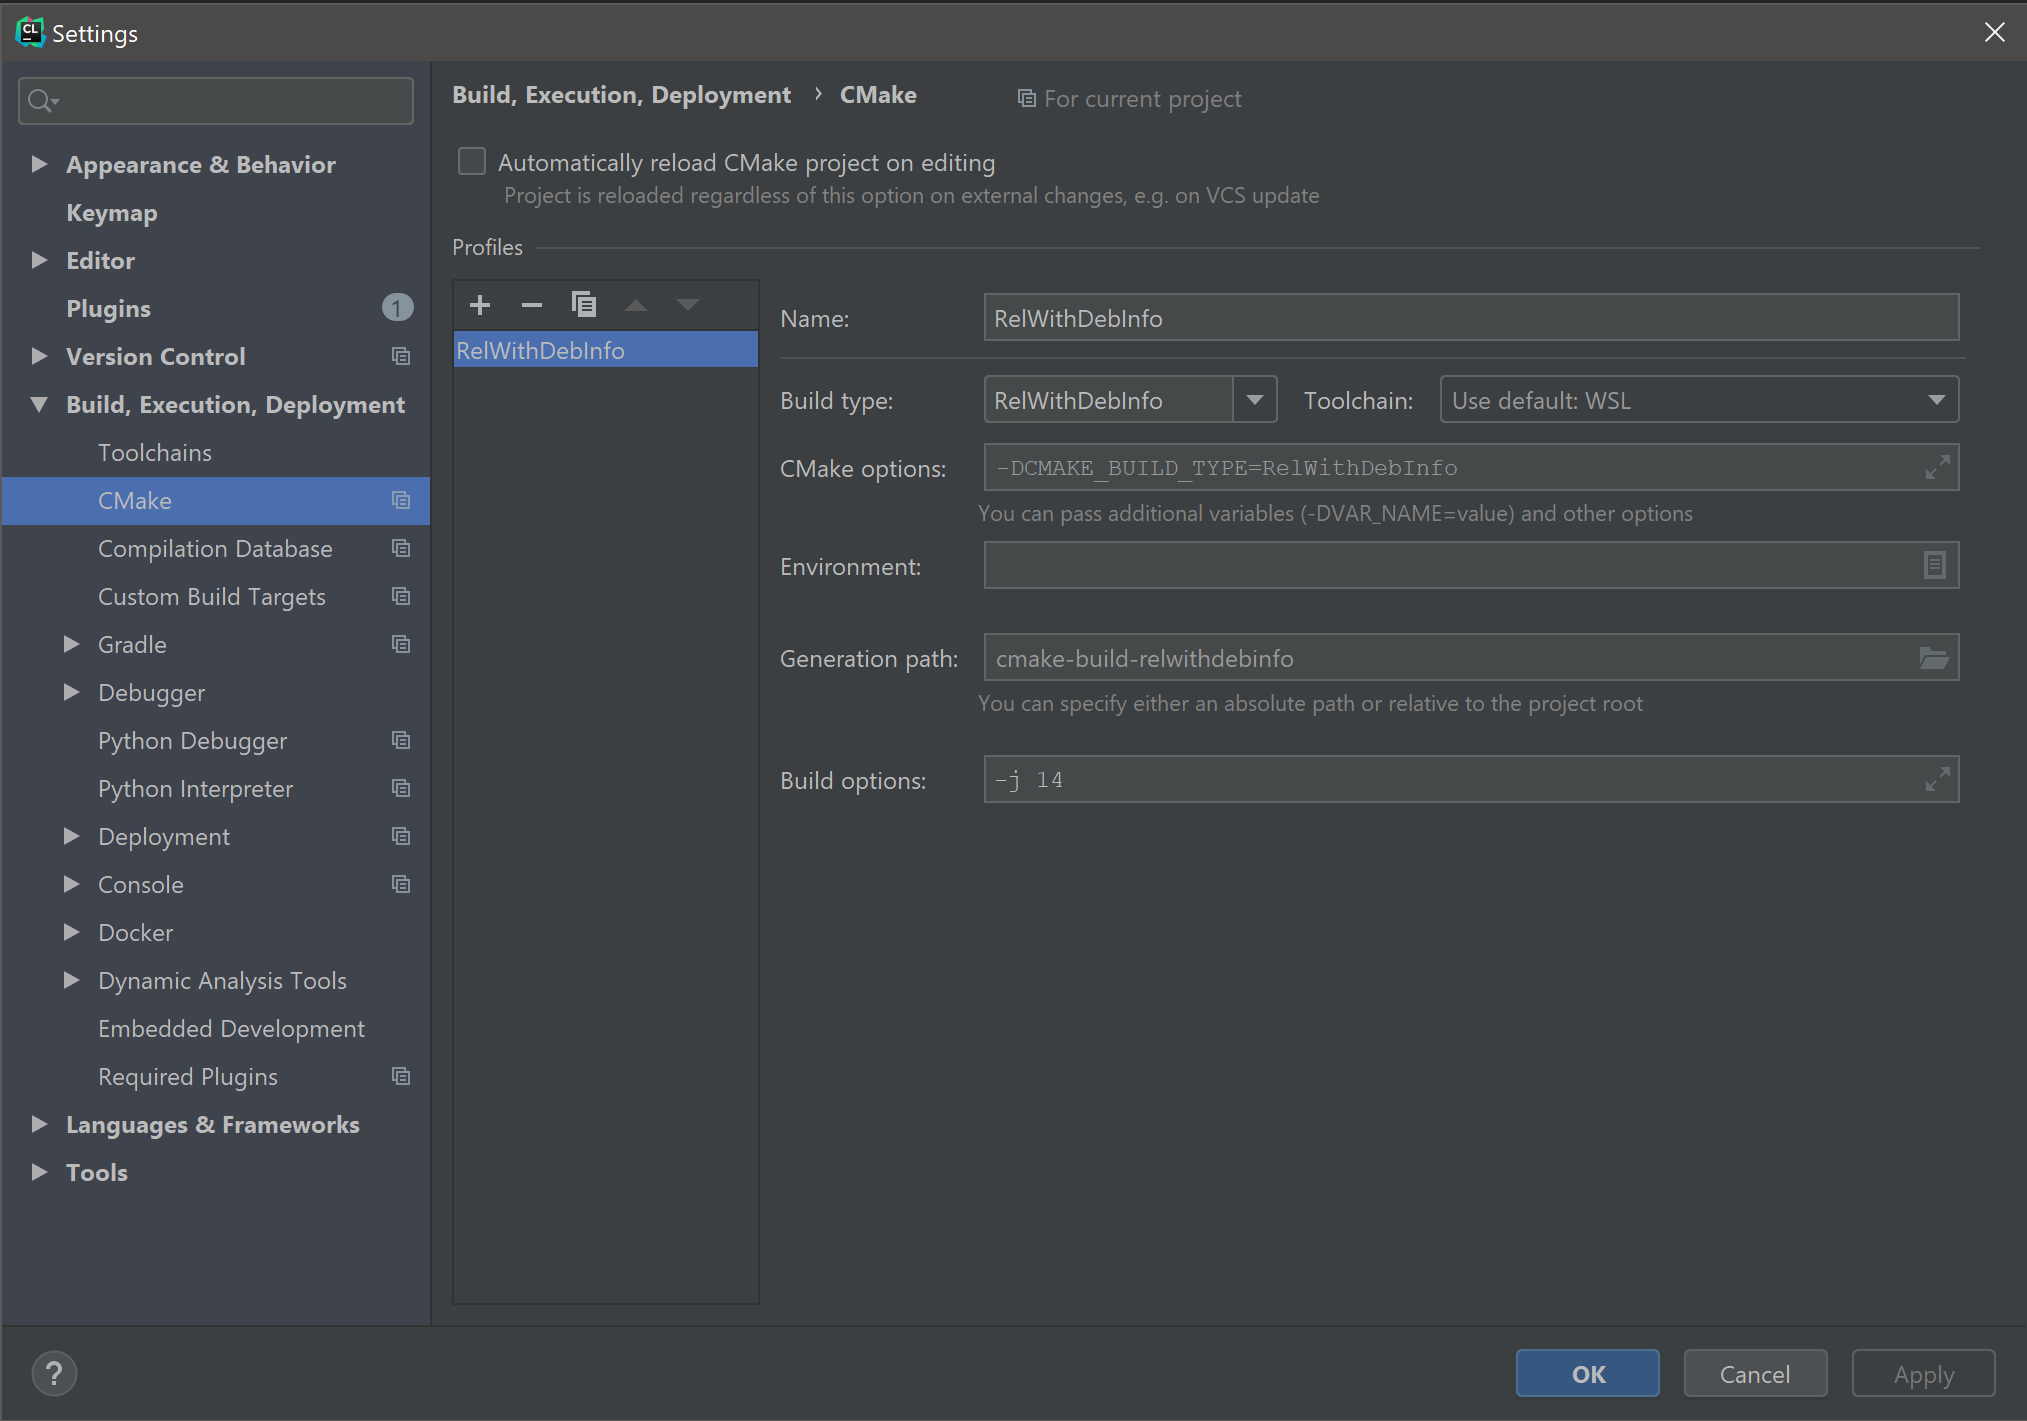 CL Settings
Appearance & Behavior
Keymap
Editor
Plugins 1
Version Control
Build, Execution, Deployment
Toolchains
CMake
Compilation Database
Custom Build Targets
Gradle
Debugger
Python Debugger
Python Interpreter
Deployment
Console
Docker
Dynamic Analysis Tools
Embedded Development
Required Plugins
Languages & Frameworks
Tools
Build, Execution, Deployment › CMake For current project
Automatically reload CMake project on editing
Project is reloaded regardless of this option on external changes, e.g. on VCS update
Profiles
RelWithDebInfo
Name: RelWithDebInfo
Build type: RelWithDebInfo Toolchain: Use default: WSL
CMake options: -DCMAKE_BUILD_TYPE=RelWithDebInfo
You can pass additional variables (-DVAR_NAME=value) and other options
Environment:
Generation path: cmake-build-relwithdebinfo
You can specify either an absolute path or relative to the project root
Build options: -j 14
? OK Cancel Apply